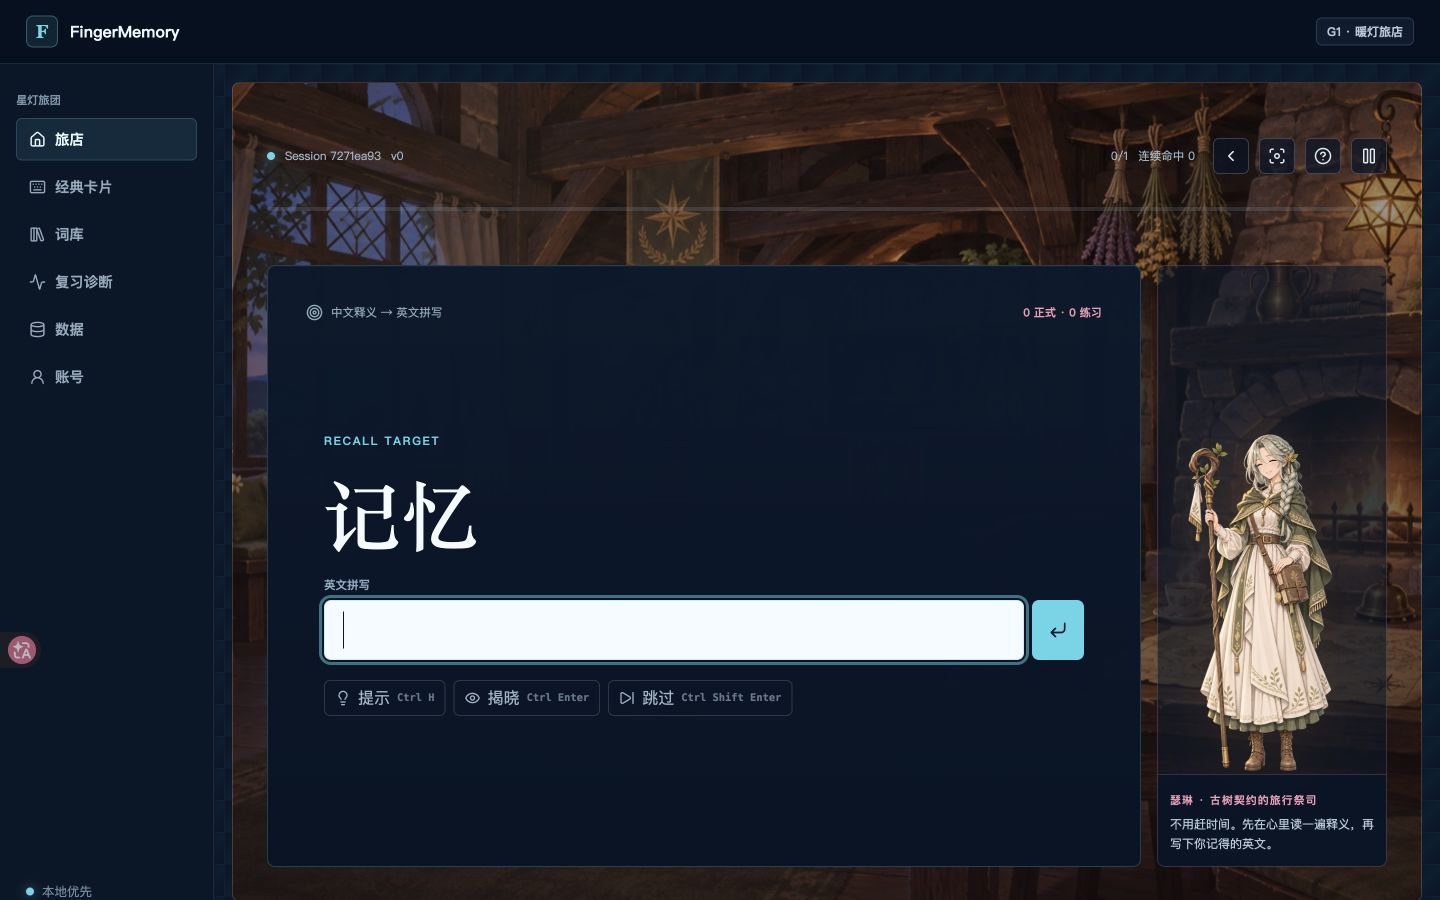 F
FingerMemory
G1 · 暖灯旅店
星灯旅团
旅店
经典卡片
词库
复习诊断
数据
账号
本地优先
Session 7271ea93 v0
0/1 连续命中 0
中文释义 → 英文拼写
0 正式 · 0 练习
RECALL TARGET
记忆
英文拼写
提示 Ctrl H
揭晓 Ctrl Enter
跳过 Ctrl Shift Enter
瑟琳 · 古树契约的旅行祭司
不用赶时间。先在心里读一遍释义，再
写下你记得的英文。